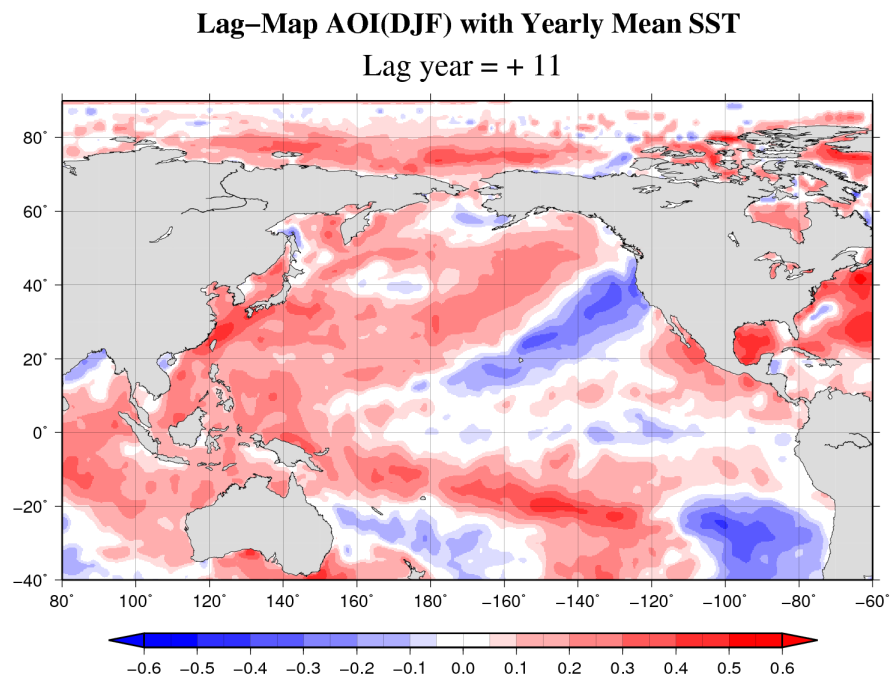 Lag−Map AOI(DJF) with Yearly Mean SST
Lag year = + 11
80˚
60˚
40˚
20˚
0˚
−20˚
−40˚
80 100 120 140 160 180 −160˚ −140˚ −120˚ −100˚ −80˚ −60˚
−0.6 −0.5 −0.4 −0.3 −0.2 −0.1 0.0 0.1 0.2 0.3 0.4 0.5 0.6